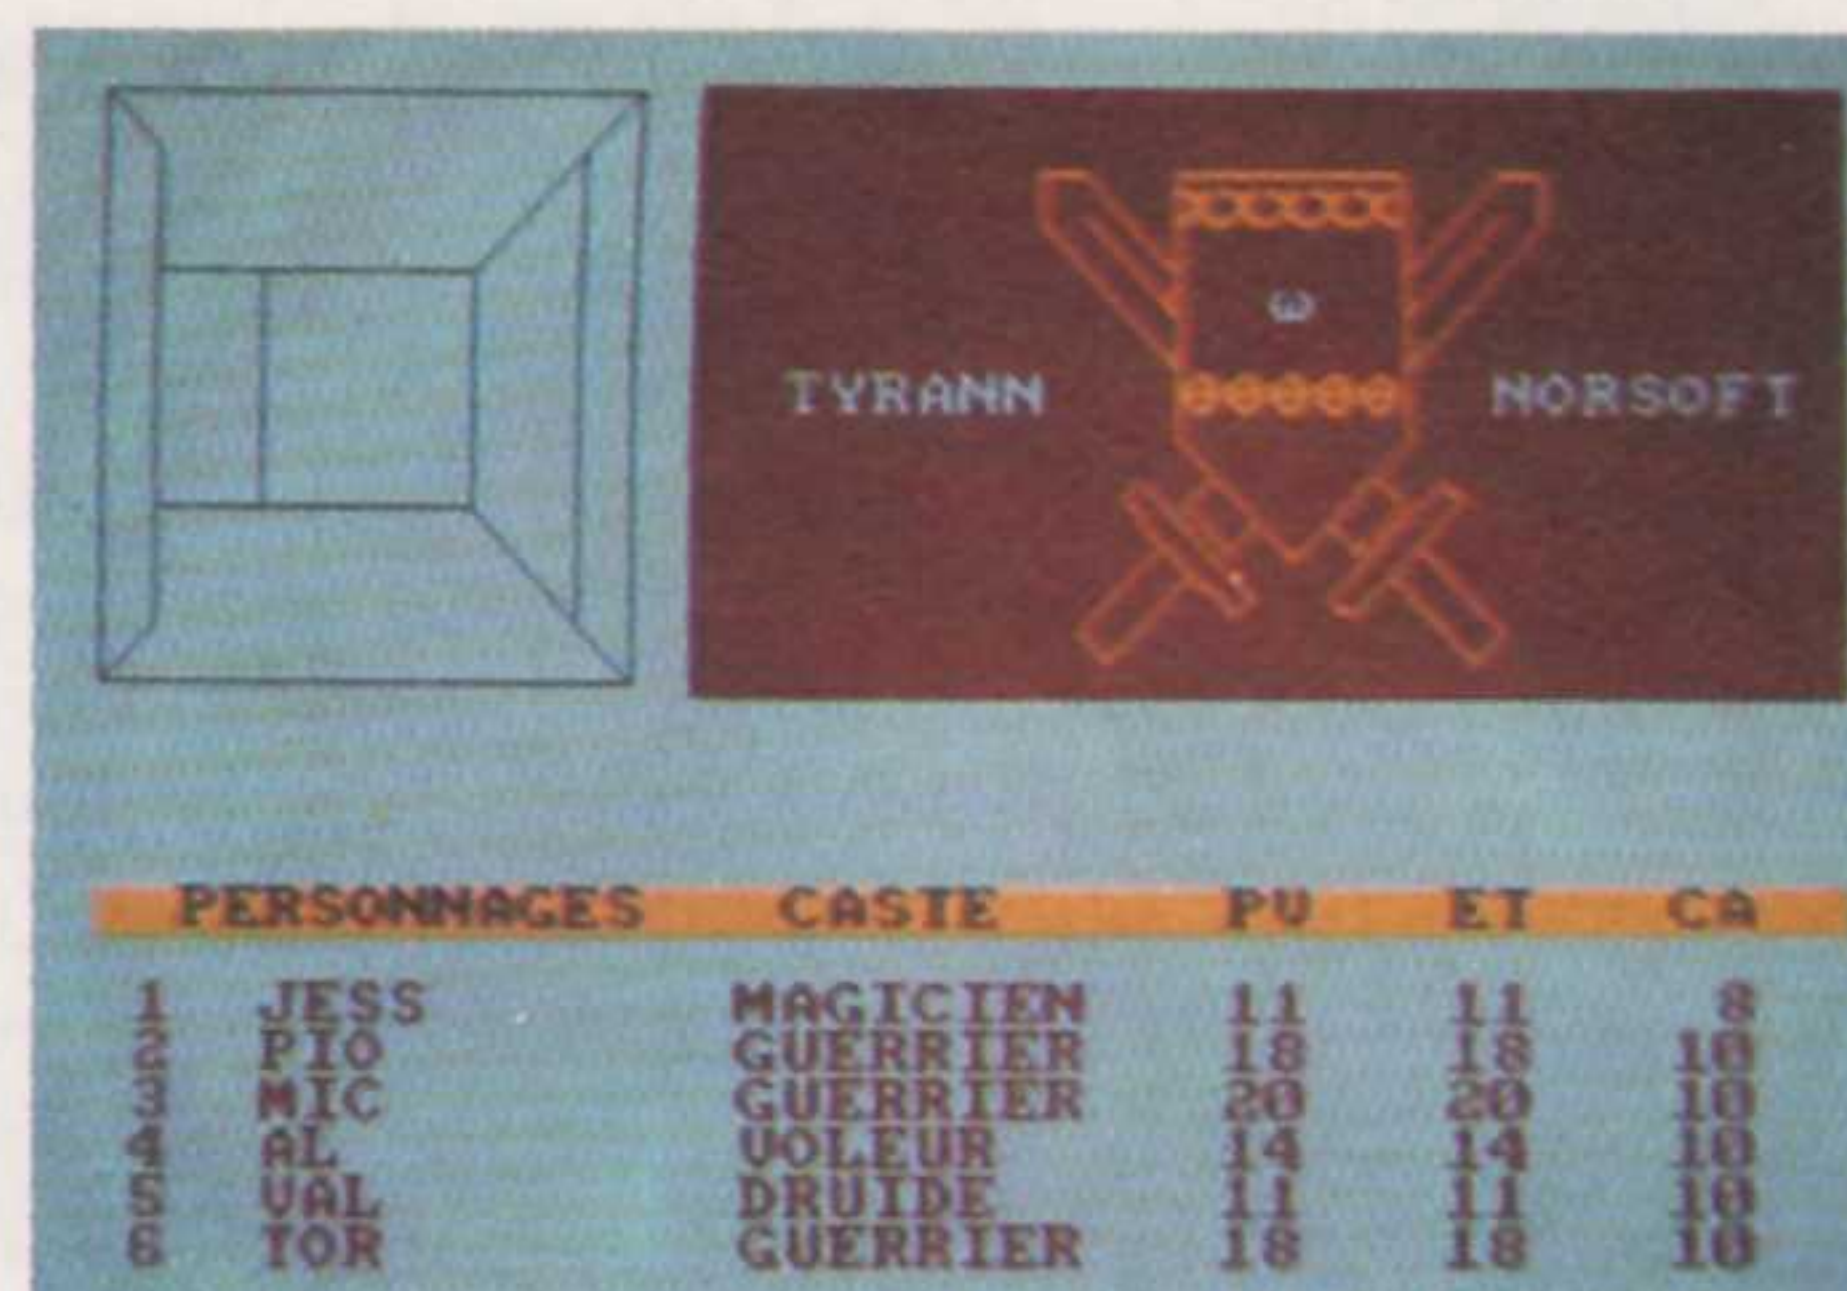 ω
TYRANN NORSOFT
PERSONNAGES CASTE PV ET CA
1 JESS MAGICIEN 11 11 8
2 PIO GUERRIER 18 18 10
3 MIC GUERRIER 20 20 10
4 AL VOLEUR 14 14 10
5 VAL DRUIDE 11 11 10
6 TOR GUERRIER 18 18 10